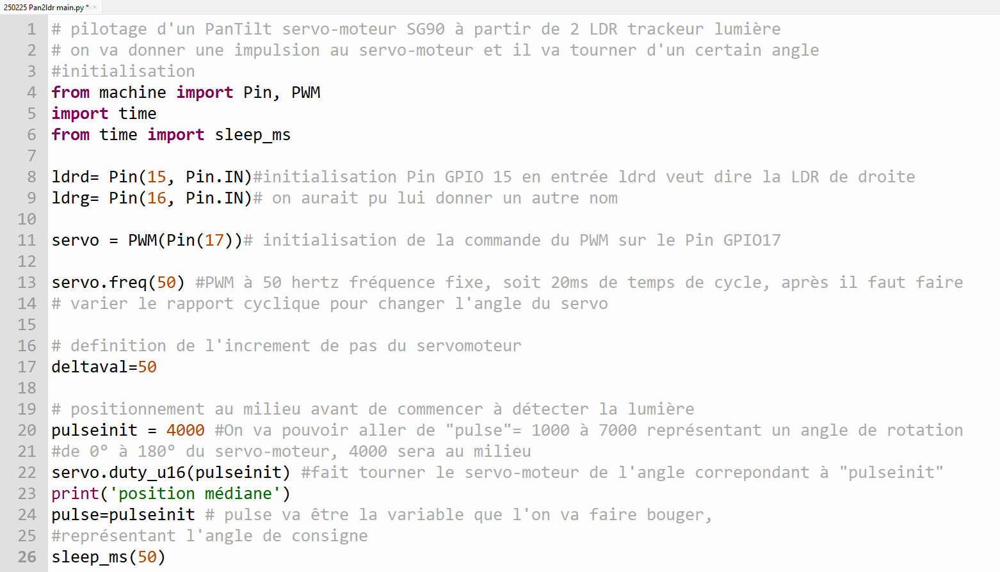 250225 Pan2ldr main.py * ×
1 # pilotage d'un PanTilt servo-moteur SG90 à partir de 2 LDR trackeur lumière
2 # on va donner une impulsion au servo-moteur et il va tourner d'un certain angle
3 #initialisation
4 from machine import Pin, PWM
5 import time
6 from time import sleep_ms
7
8 ldrd= Pin(15, Pin.IN)#initialisation Pin GPIO 15 en entrée ldrd veut dire la LDR de droite
9 ldrg= Pin(16, Pin.IN)# on aurait pu lui donner un autre nom
10
11 servo = PWM(Pin(17))# initialisation de la commande du PWM sur le Pin GPIO17
12
13 servo.freq(50) #PWM à 50 hertz fréquence fixe, soit 20ms de temps de cycle, après il faut faire
14 # varier le rapport cyclique pour changer l'angle du servo
15
16 # definition de l'increment de pas du servomoteur
17 deltaval=50
18
19 # positionnement au milieu avant de commencer à détecter la lumière
20 pulseinit = 4000 #On va pouvoir aller de "pulse"= 1000 à 7000 représentant un angle de rotation
21 #de 0° à 180° du servo-moteur, 4000 sera au milieu
22 servo.duty_u16(pulseinit) #fait tourner le servo-moteur de l'angle correpondant à "pulseinit"
23 print('position médiane')
24 pulse=pulseinit # pulse va être la variable que l'on va faire bouger,
25 #représentant l'angle de consigne
26 sleep_ms(50)